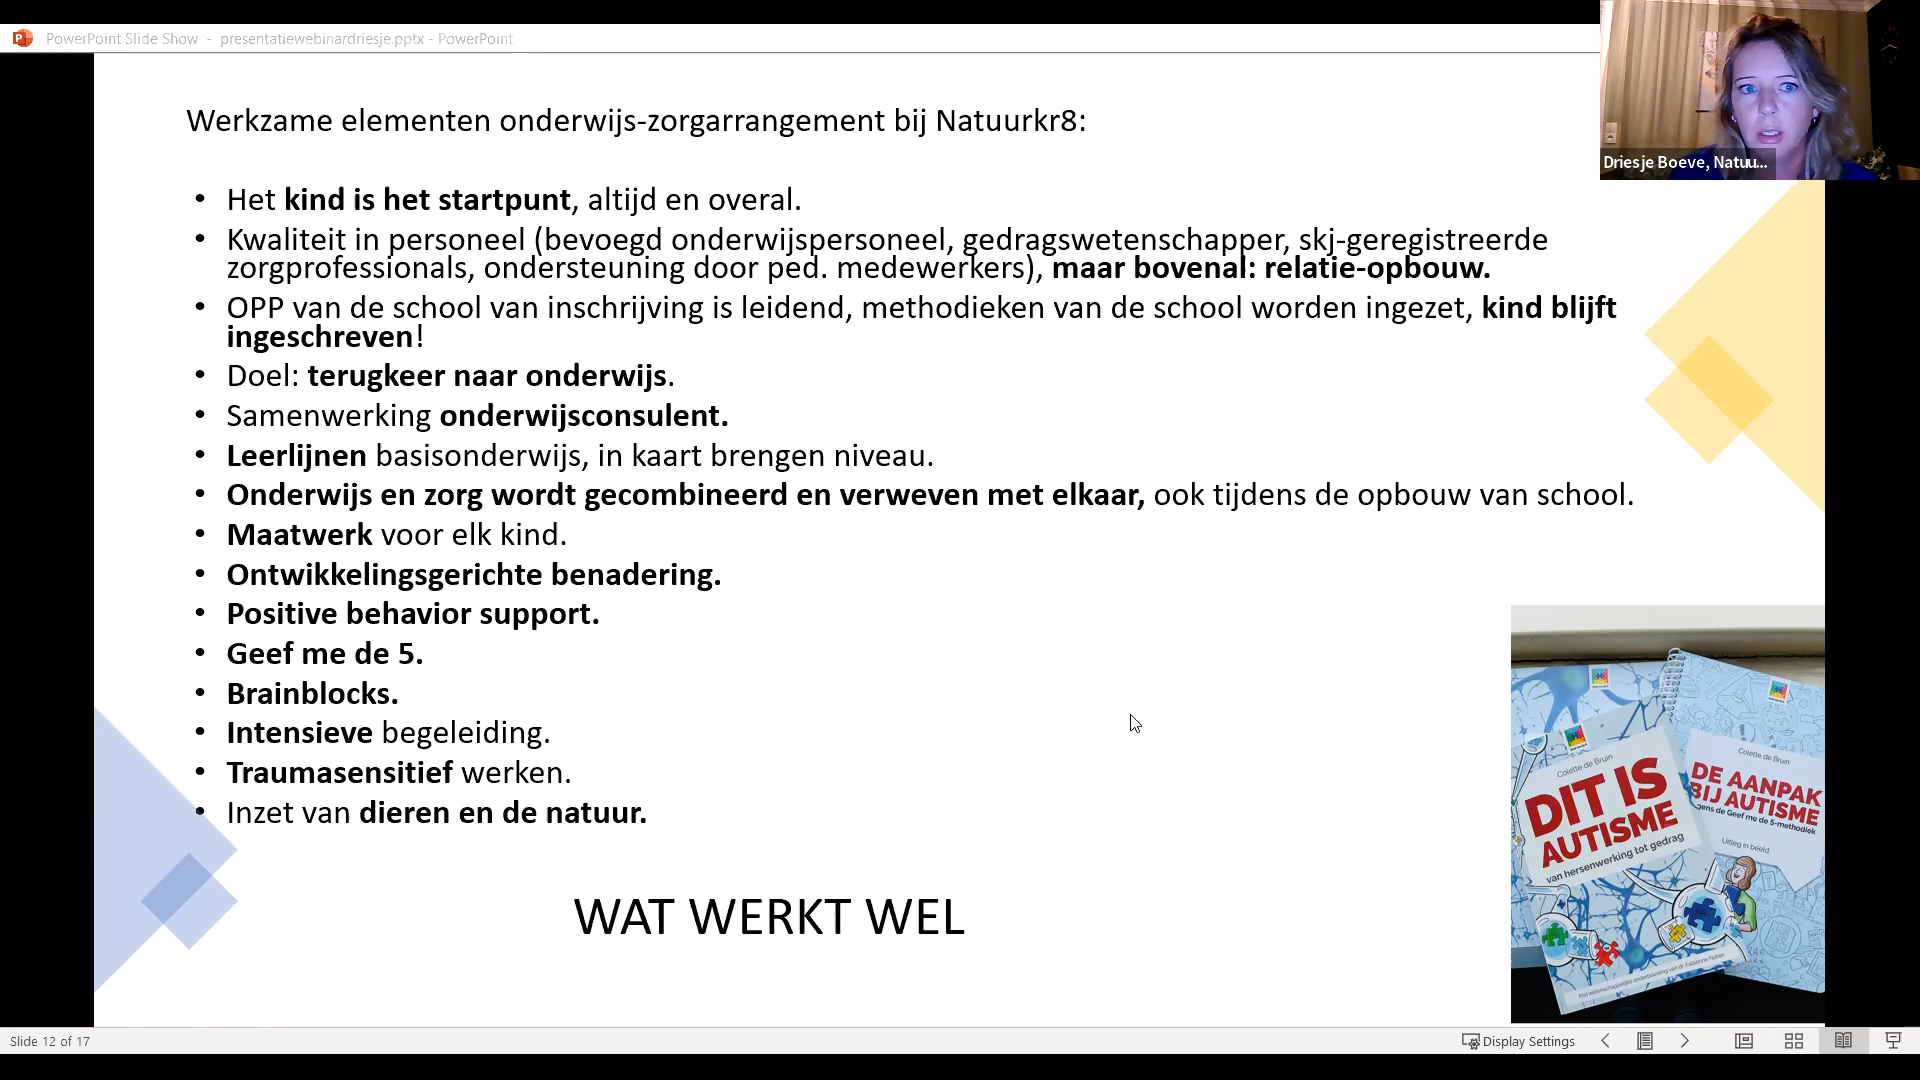 PowerPoint Slide Show - presentatiewebinardriesje.pptx - PowerPoint
Driesje Boeve, Natuu...
Werkzame elementen onderwijs-zorgarrangement bij Natuurkr8:
• Het kind is het startpunt, altijd en overal.
• Kwaliteit in personeel (bevoegd onderwijspersoneel, gedragswetenschapper, skj-geregistreerde
zorgprofessionals, ondersteuning door ped. medewerkers), maar bovenal: relatie-opbouw.
• OPP van de school van inschrijving is leidend, methodieken van de school worden ingezet, kind blijft
ingeschreven!
• Doel: terugkeer naar onderwijs.
• Samenwerking onderwijsconsulent.
• Leerlijnen basisonderwijs, in kaart brengen niveau.
• Onderwijs en zorg wordt gecombineerd en verweven met elkaar, ook tijdens de opbouw van school.
• Maatwerk voor elk kind.
• Ontwikkelingsgerichte benadering.
• Positive behavior support.
• Geef me de 5.
• Brainblocks.
• Intensieve begeleiding.
• Traumasensitief werken.
• Inzet van dieren en de natuur.
WAT WERKT WEL
Colette de Bruin
DIT IS
AUTISME
van hersenwerking tot gedrag
Met wetenschappelijke onderbouwing van dr. Fabiënne Naber
Colette de Bruin
DE AANPAK
BIJ AUTISME
de Geef me de 5-methodiek
Uitleg in beeld
Slide 12 of 17
Display Settings